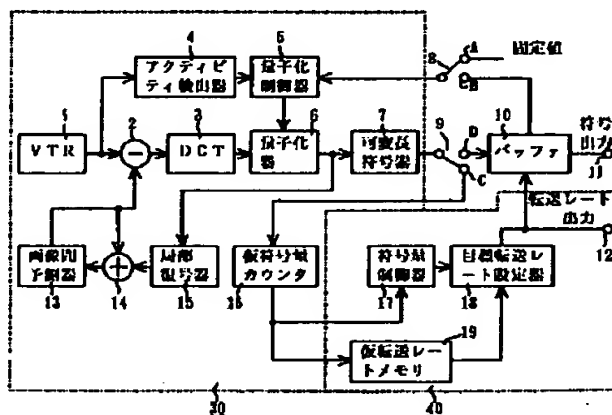 4
5
アクティビ
ティ検出器
量子化
制御器
8
A
固定値
B
1
2
3
6
7
9
10
VTR
DCT
量子化
器
可変長
符号器
D
C
バッファ
符号
出力
11
転送レート
出力
12
画像間
予測器
13
14
局部
復号器
15
仮符号量
カウンタ
16
符号量
制御器
17
目標転送レ
ート設定器
18
19
仮転送レー
トメモリ
30
40